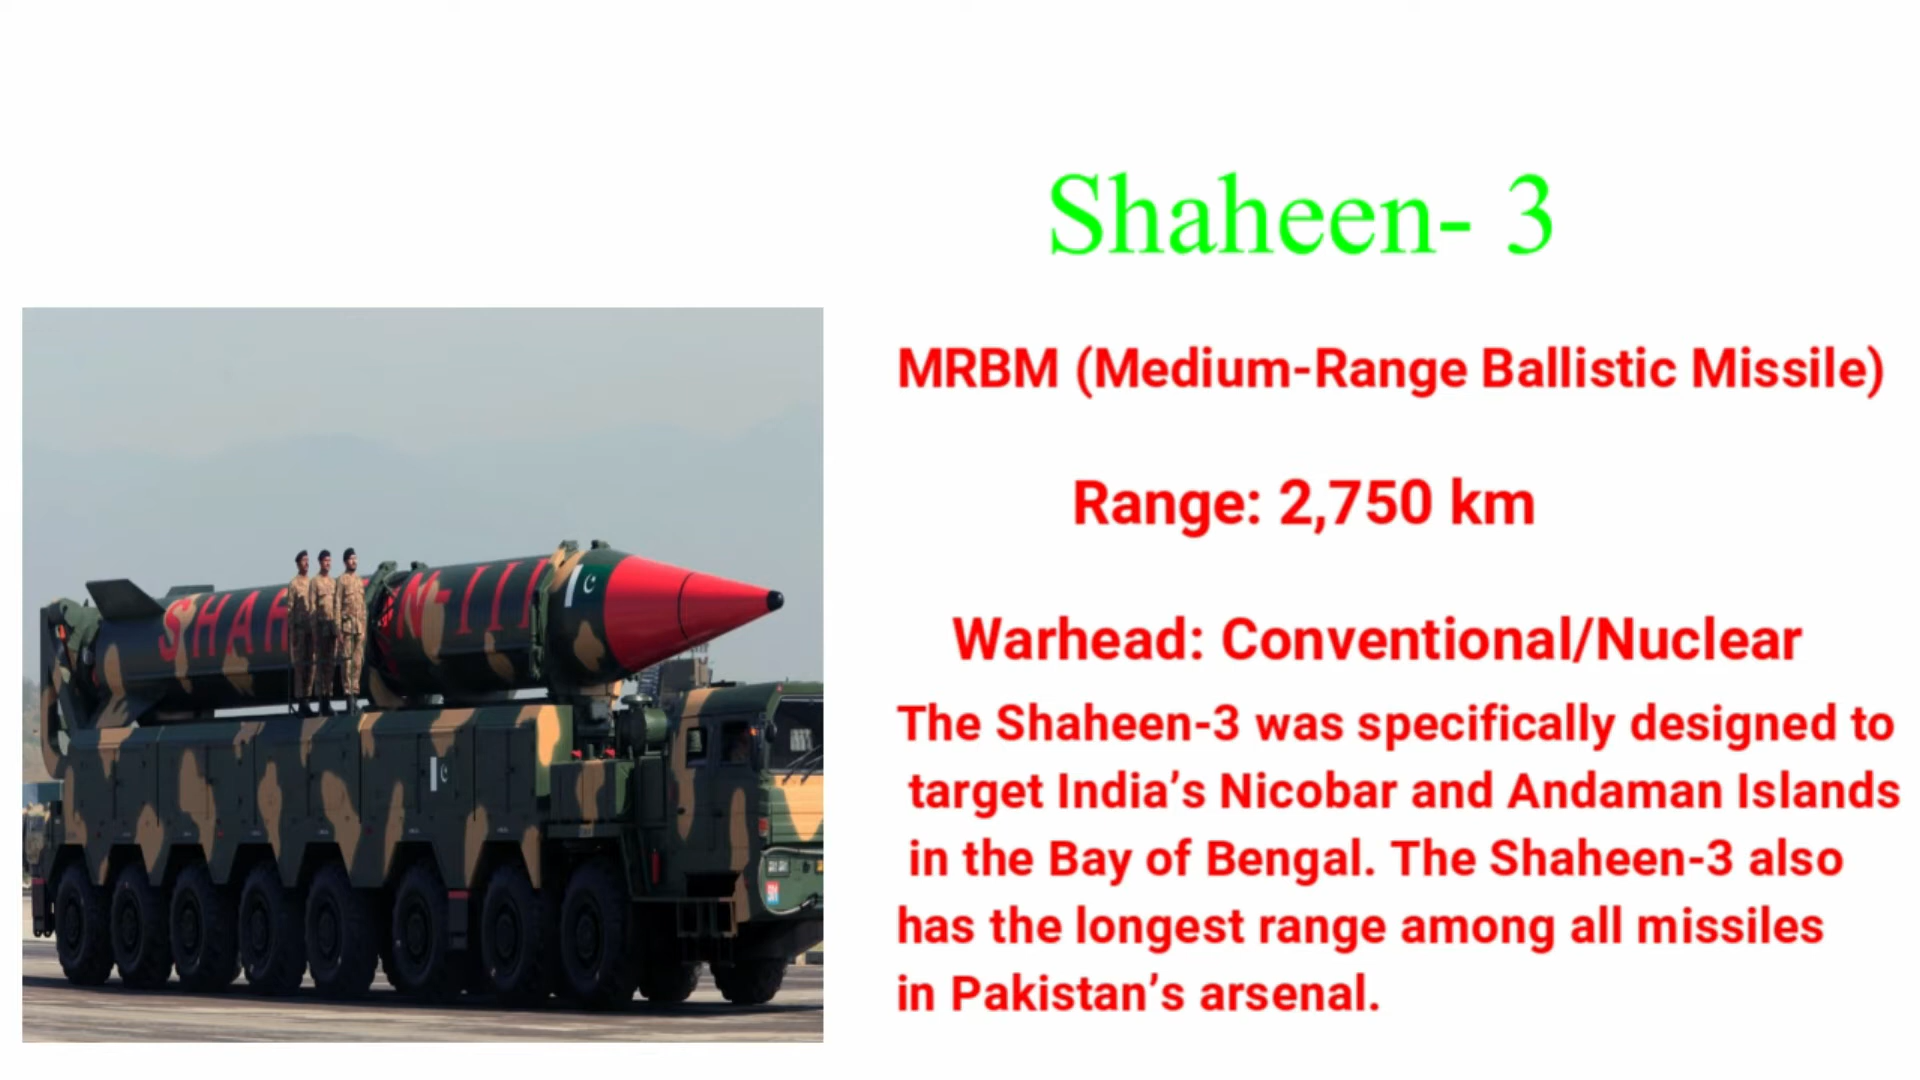 Shaheen- 3
MRBM (Medium-Range Ballistic Missile)
Range: 2,750 km
Warhead: Conventional/Nuclear
The Shaheen-3 was specifically designed to
target India’s Nicobar and Andaman Islands
in the Bay of Bengal. The Shaheen-3 also
has the longest range among all missiles
in Pakistan’s arsenal.
SHAH N-III